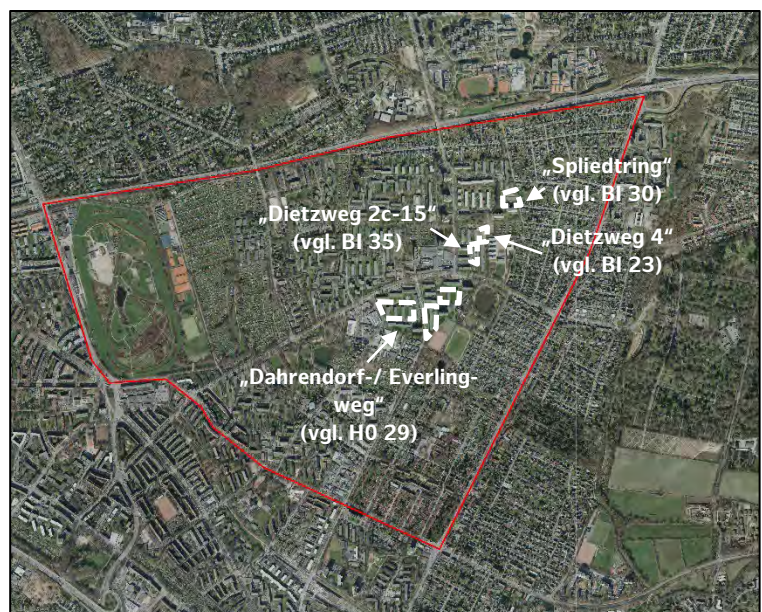 „Spliedtring“
(vgl. BI 30)
„Dietzweg 2c-15“
(vgl. BI 35)
„Dietzweg 4“
(vgl. BI 23)
„Dahrendorf-/ Everling-
weg“
(vgl. H0 29)